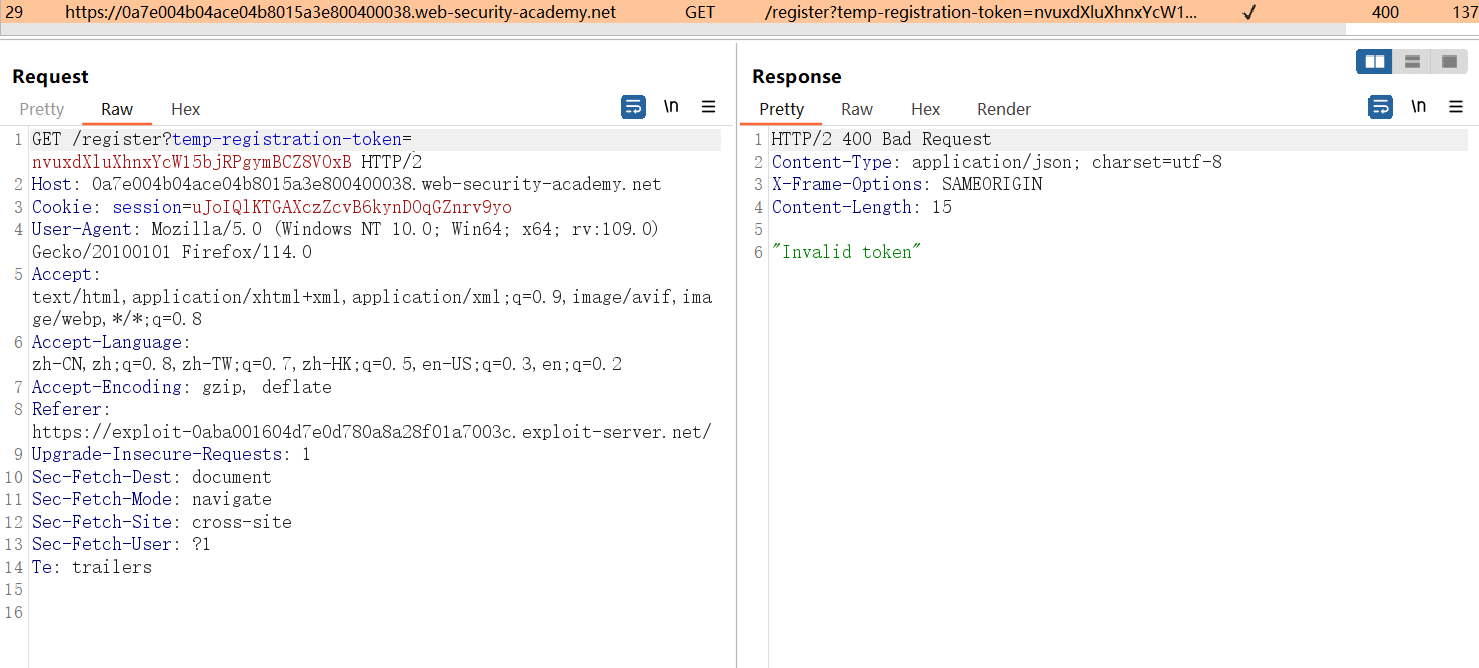 29 https://0a7e004b04ace04b8015a3e800400038.web-security-academy.net GET /register?temp-registration-token=nvuxdXluXhnxYcW1... ✓ 400 137
Request
Pretty Raw Hex \n
1 GET /register?temp-registration-token=
nvuxdXluXhnxYcW15bjRPgymBCZ8VOxB HTTP/2
2 Host: 0a7e004b04ace04b8015a3e800400038.web-security-academy.net
3 Cookie: session=uJoIQlKTGAXczZcvB6kynDOqGZnrv9yo
4 User-Agent: Mozilla/5.0 (Windows NT 10.0; Win64; x64; rv:109.0)
Gecko/20100101 Firefox/114.0
5 Accept:
text/html,application/xhtml+xml,application/xml;q=0.9,image/avif,ima
ge/webp,*/*;q=0.8
6 Accept-Language:
zh-CN,zh;q=0.8,zh-TW;q=0.7,zh-HK;q=0.5,en-US;q=0.3,en;q=0.2
7 Accept-Encoding: gzip, deflate
8 Referer:
https://exploit-0aba001604d7e0d780a8a28f01a7003c.exploit-server.net/
9 Upgrade-Insecure-Requests: 1
10 Sec-Fetch-Dest: document
11 Sec-Fetch-Mode: navigate
12 Sec-Fetch-Site: cross-site
13 Sec-Fetch-User: ?1
14 Te: trailers
15
16
Response
Pretty Raw Hex Render \n
1 HTTP/2 400 Bad Request
2 Content-Type: application/json; charset=utf-8
3 X-Frame-Options: SAMEORIGIN
4 Content-Length: 15
5
6 "Invalid token"